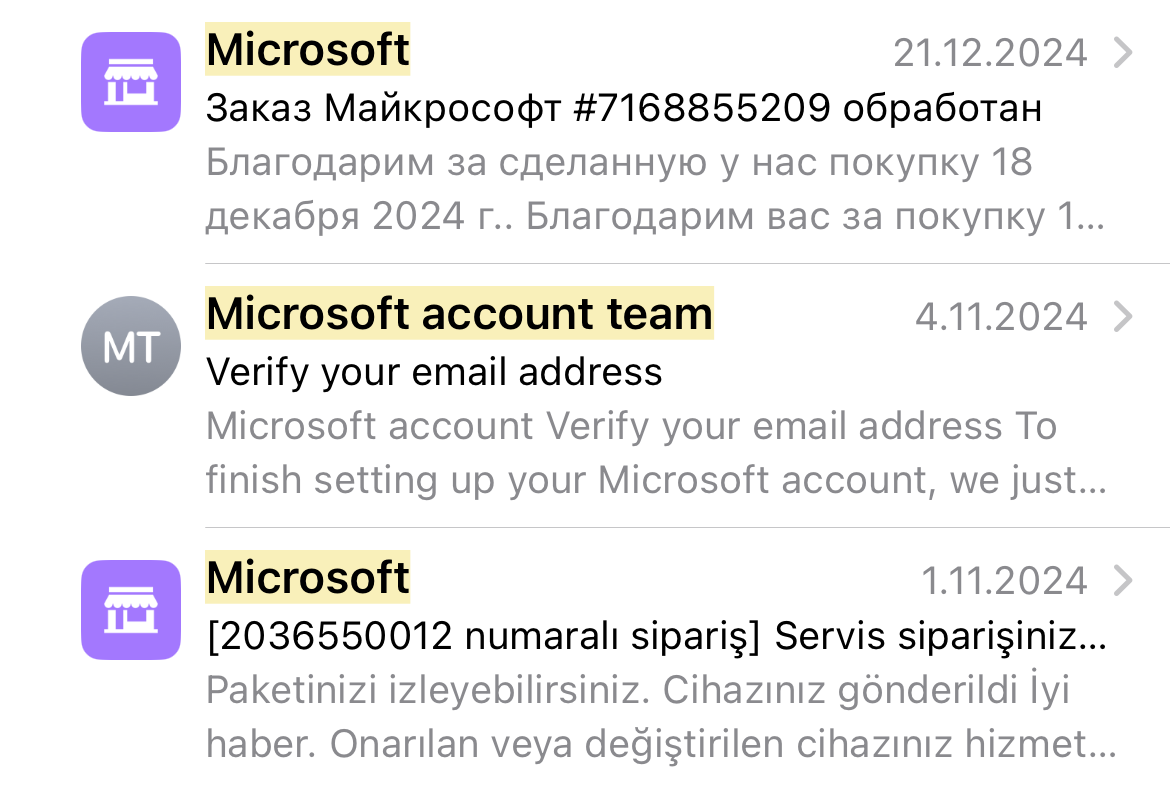 Microsoft
21.12.2024
Заказ Майкрософт #7168855209 обработан
Благодарим за сделанную у нас покупку 18
декабря 2024 г.. Благодарим вас за покупку 1...
MT
Microsoft account team
4.11.2024
Verify your email address
Microsoft account Verify your email address To
finish setting up your Microsoft account, we just...
Microsoft
1.11.2024
[2036550012 numaralı sipariş] Servis siparişiniz...
Paketinizi izleyebilirsiniz. Cihazınız gönderildi İyi
haber. Onarılan veya değiştirilen cihazınız hizmet...